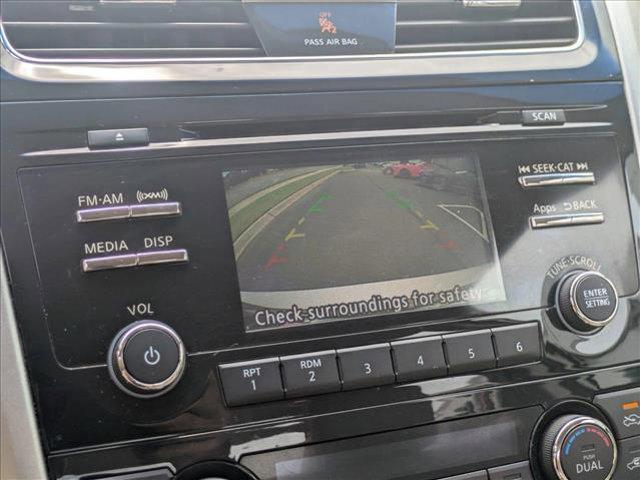 OFF
PASS AIR BAG
SCAN
FM·AM (XM)
SEEK·CAT
MEDIA DISP
Apps BACK
VOL
TUNE·SCROLL
ENTER
SETTING
Check surroundings for safety
RPT
1
RDM
2
3
4
5
6
PUSH
DUAL